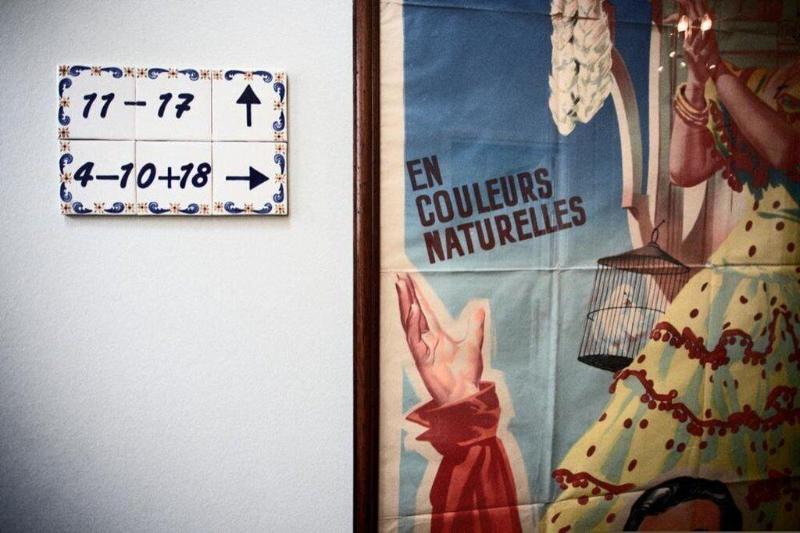 11-17 ↑
4-10+18 →
EN
COULEURS
NATURELLES